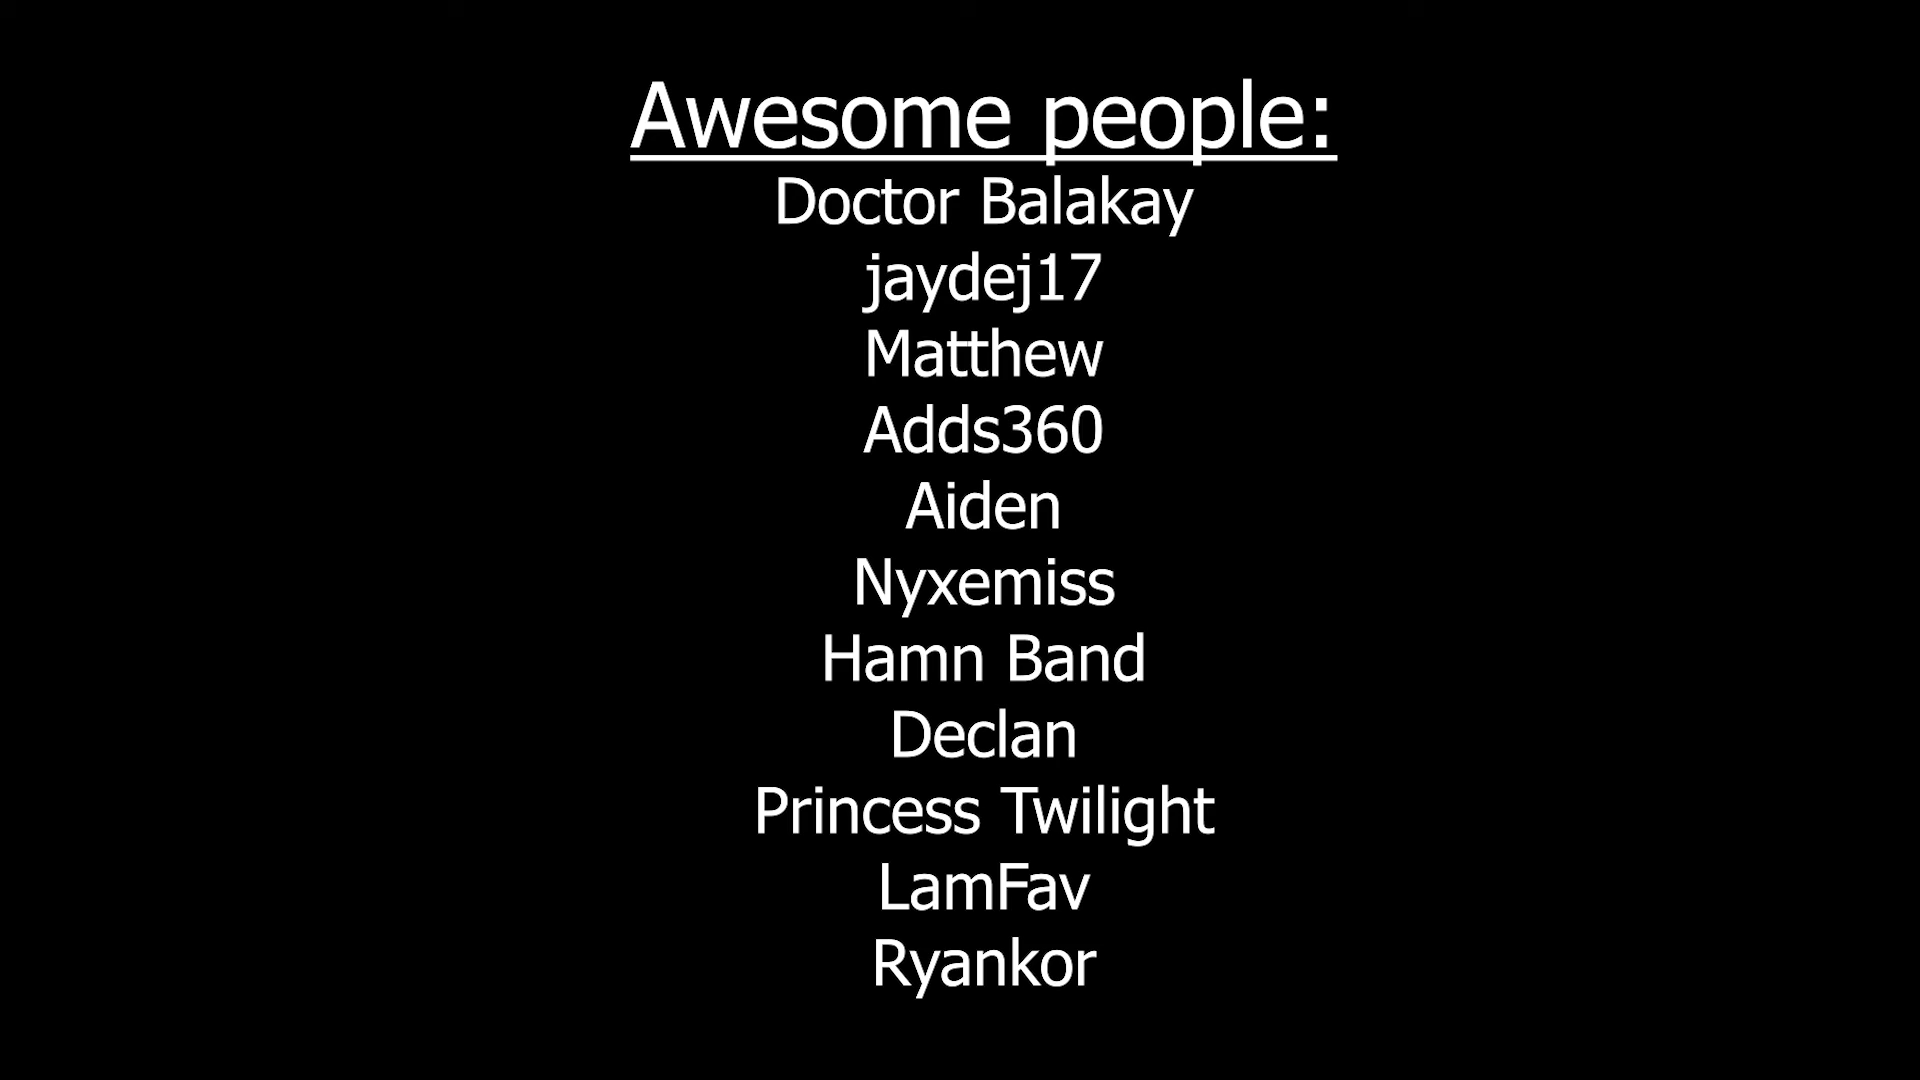 Awesome people:
Doctor Balakay
jaydej17
Matthew
Adds360
Aiden
Nyxemiss
Hamn Band
Declan
Princess Twilight
LamFav
Ryankor